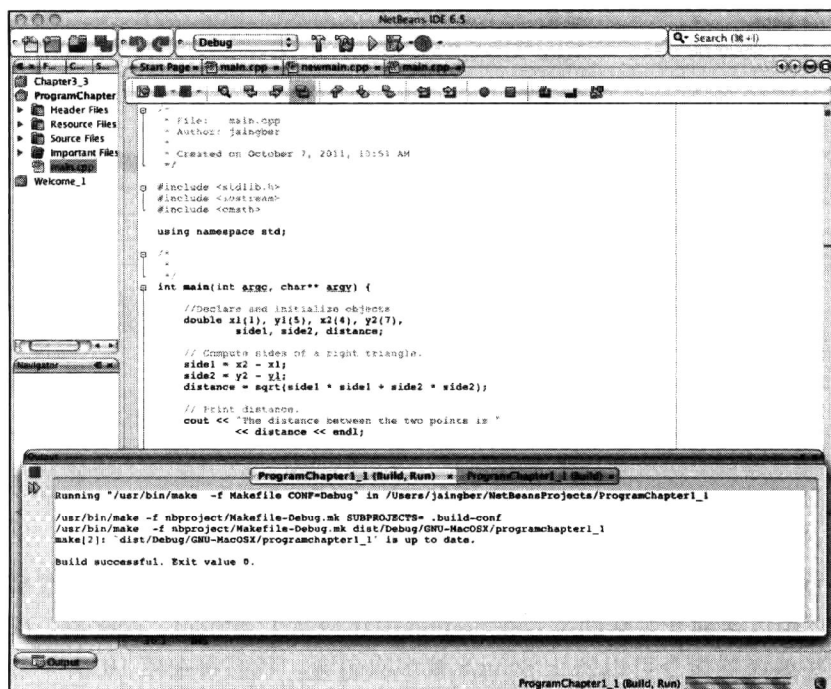 NetBeans IDE 6.5
Debug
Search (⌘+I)
F... C... S...
Start Page main.cpp newmain.cpp main.cpp
Chapter3_3
ProgramChapter
Header Files
Resource Files
Source Files
Important Files
main.cpp
Welcome_1
Navigator
/*
* File: main.cpp
* Author: jaingber
*
* Created on October 7, 2011, 10:51 AM
*/
#include <stdlib.h>
#include <iostream>
#include <cmath>
using namespace std;
/*
*
*/
int main(int argc, char** argv) {
//Declare and initialize objects
double x1(1), y1(5), x2(4), y2(7),
side1, side2, distance;
// Compute sides of a right triangle.
side1 = x2 - x1;
side2 = y2 - y1;
distance = sqrt(side1 * side1 + side2 * side2);
// Print distance.
cout << "The distance between the two points is "
<< distance << endl;
Output
ProgramChapter1_1 (Build, Run) ProgramChapter1_1 (Build)
Running "/usr/bin/make -f Makefile CONF=Debug" in /Users/jaingber/NetBeansProjects/ProgramChapter1_1
/usr/bin/make -f nbproject/Makefile-Debug.mk SUBPROJECTS= .build-conf
/usr/bin/make -f nbproject/Makefile-Debug.mk dist/Debug/GNU-MacOSX/programchapter1_1
make[2]: `dist/Debug/GNU-MacOSX/programchapter1_1' is up to date.
Build successful. Exit value 0.
Output
ProgramChapter1_1 (Build, Run)